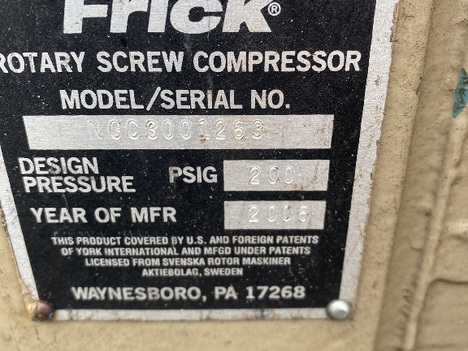 Frick®
ROTARY SCREW COMPRESSOR
MODEL/SERIAL NO.
DESIGN PRESSURE PSIG 200
YEAR OF MFR 2006
THIS PRODUCT COVERED BY U.S. AND FOREIGN PATENTS
OF YORK INTERNATIONAL AND MFGD UNDER PATENTS
LICENSED FROM SVENSKA ROTOR MASKINER
AKTIEBOLAG, SWEDEN
WAYNESBORO, PA 17268